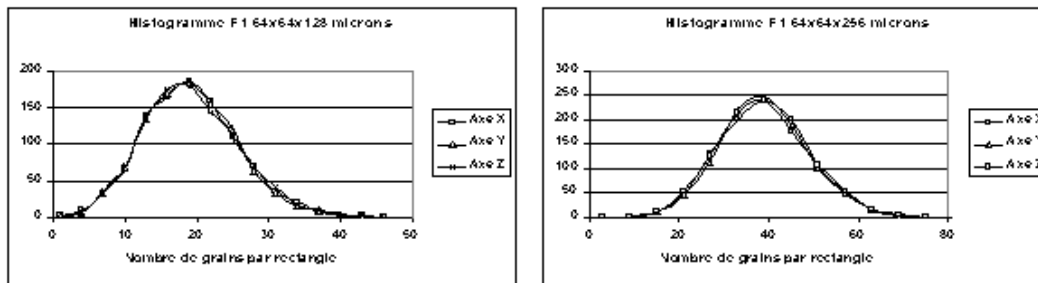 Histogramme F1 64x64x128 microns
200
150
100
50
0
0 10 20 30 40 50
Nombre de grains par rectangle
Axe X
Axe Y
Axe Z
Histogramme F1 64x64x256 microns
300
250
200
150
100
50
0
0 20 40 60 80
Nombre de grains par rectangle
Axe X
Axe Y
Axe Z